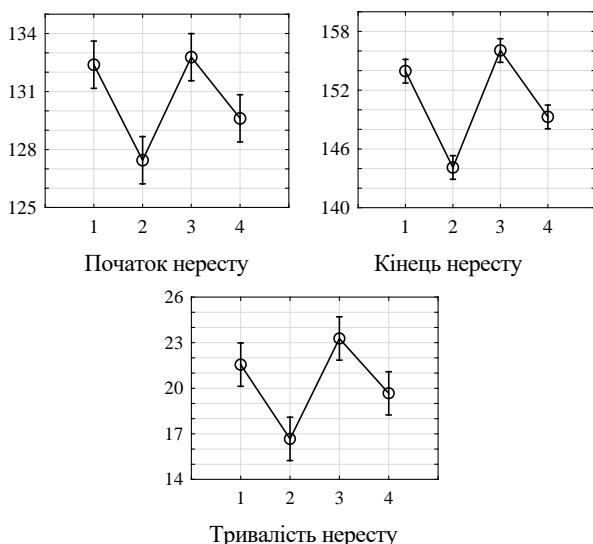 134
131
128
125
1 2 3 4
Початок нересту
158
152
146
140
1 2 3 4
Кінець нересту
26
23
20
17
14
1 2 3 4
Тривалість нересту